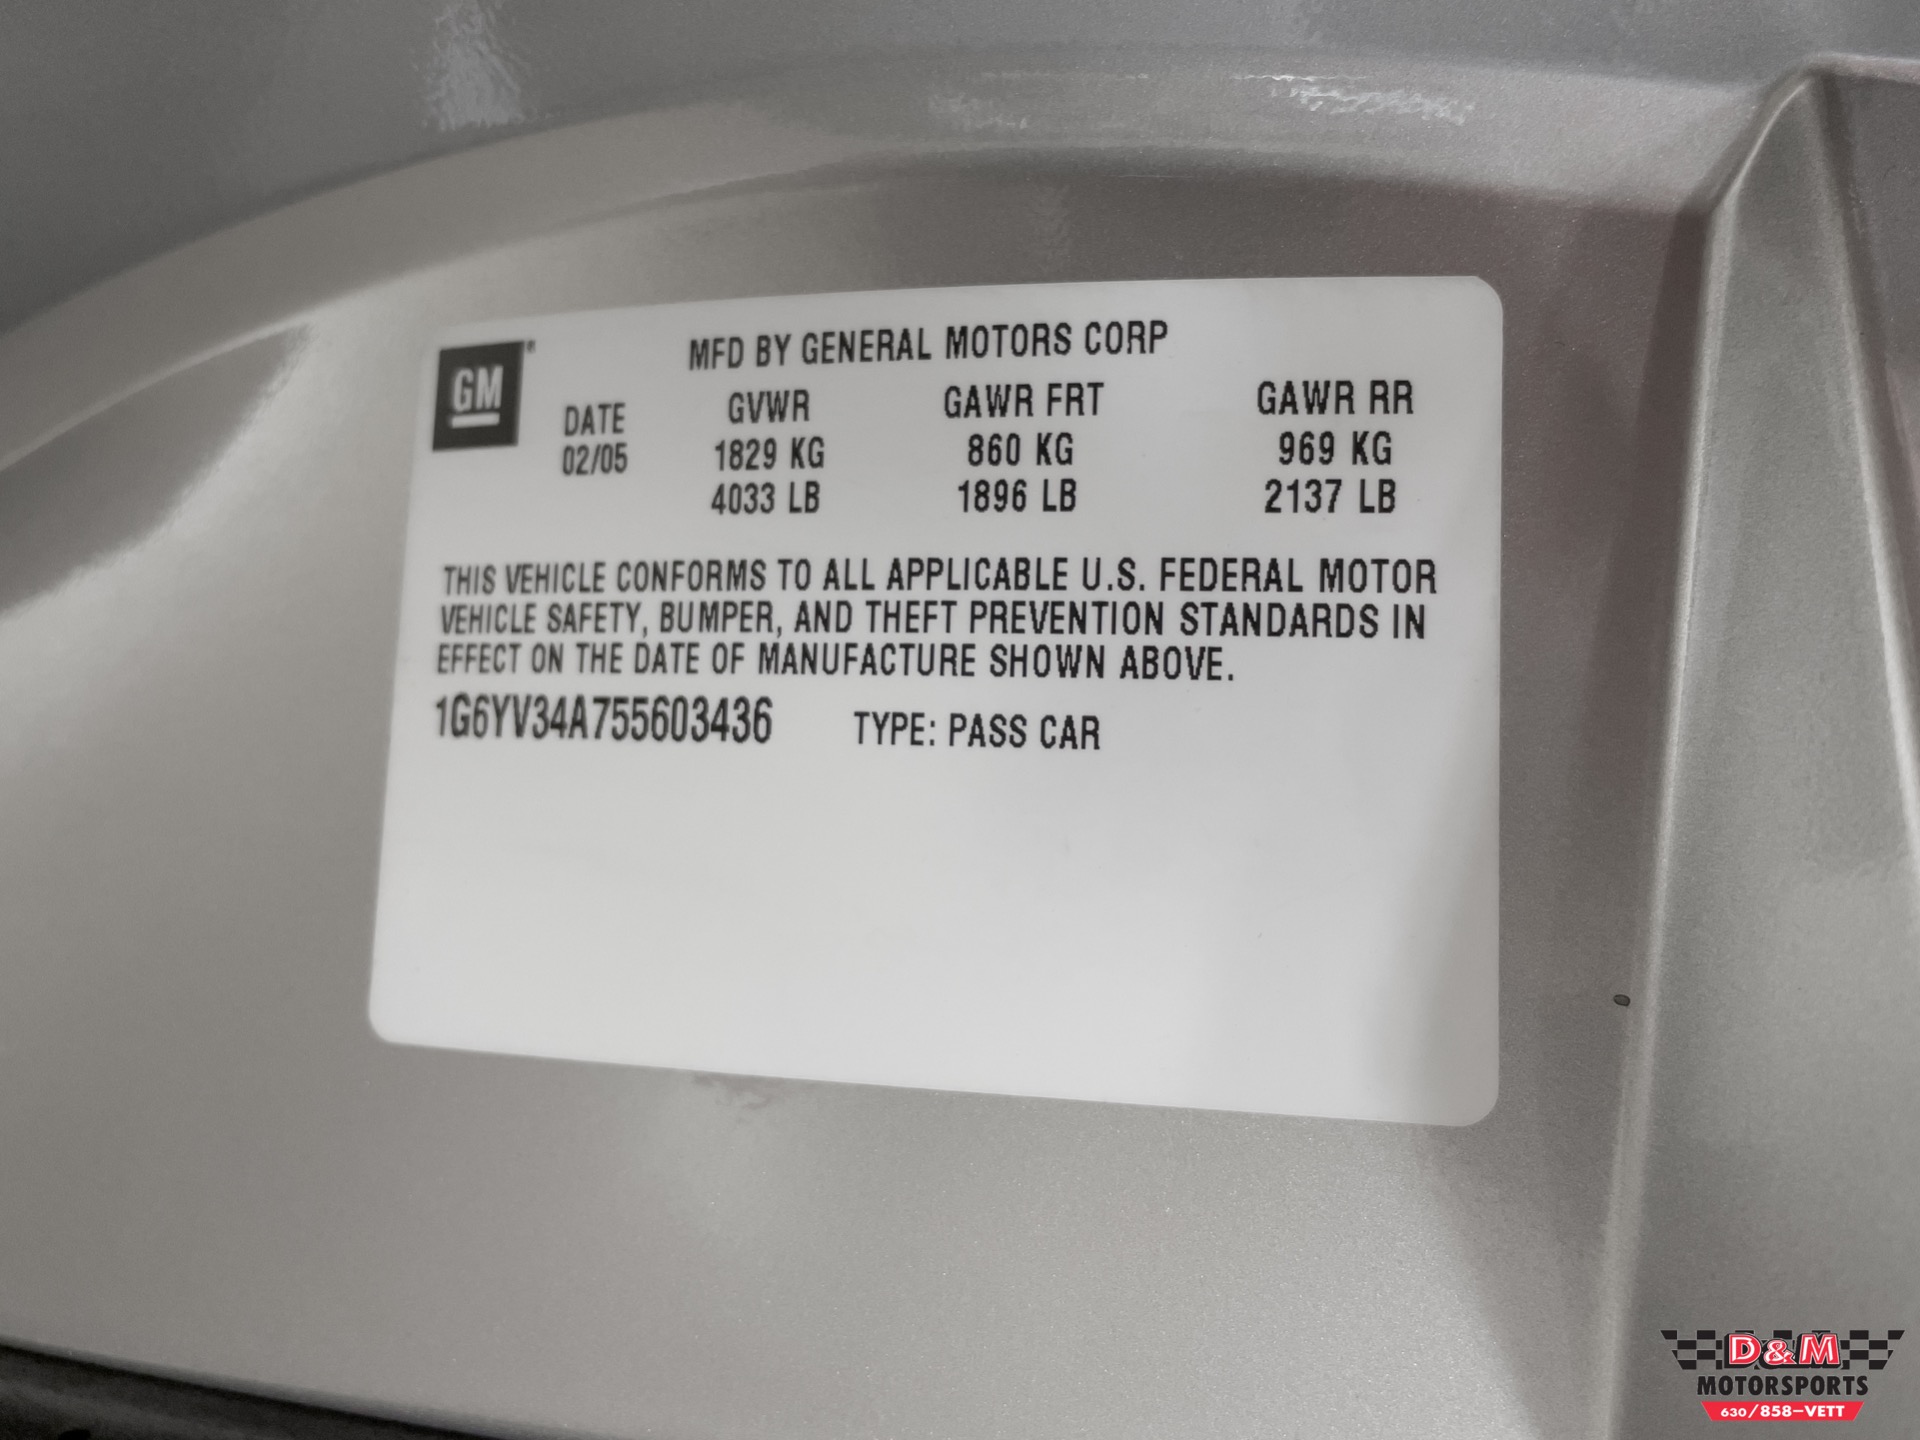 MFD BY GENERAL MOTORS CORP
GM®
DATE GVWR GAWR FRT GAWR RR
02/05 1829 KG 860 KG 969 KG
4033 LB 1896 LB 2137 LB
THIS VEHICLE CONFORMS TO ALL APPLICABLE U.S. FEDERAL MOTOR
VEHICLE SAFETY, BUMPER, AND THEFT PREVENTION STANDARDS IN
EFFECT ON THE DATE OF MANUFACTURE SHOWN ABOVE.
1G6YV34A755603436 TYPE: PASS CAR
D&M
MOTORSPORTS
630/858-VETT